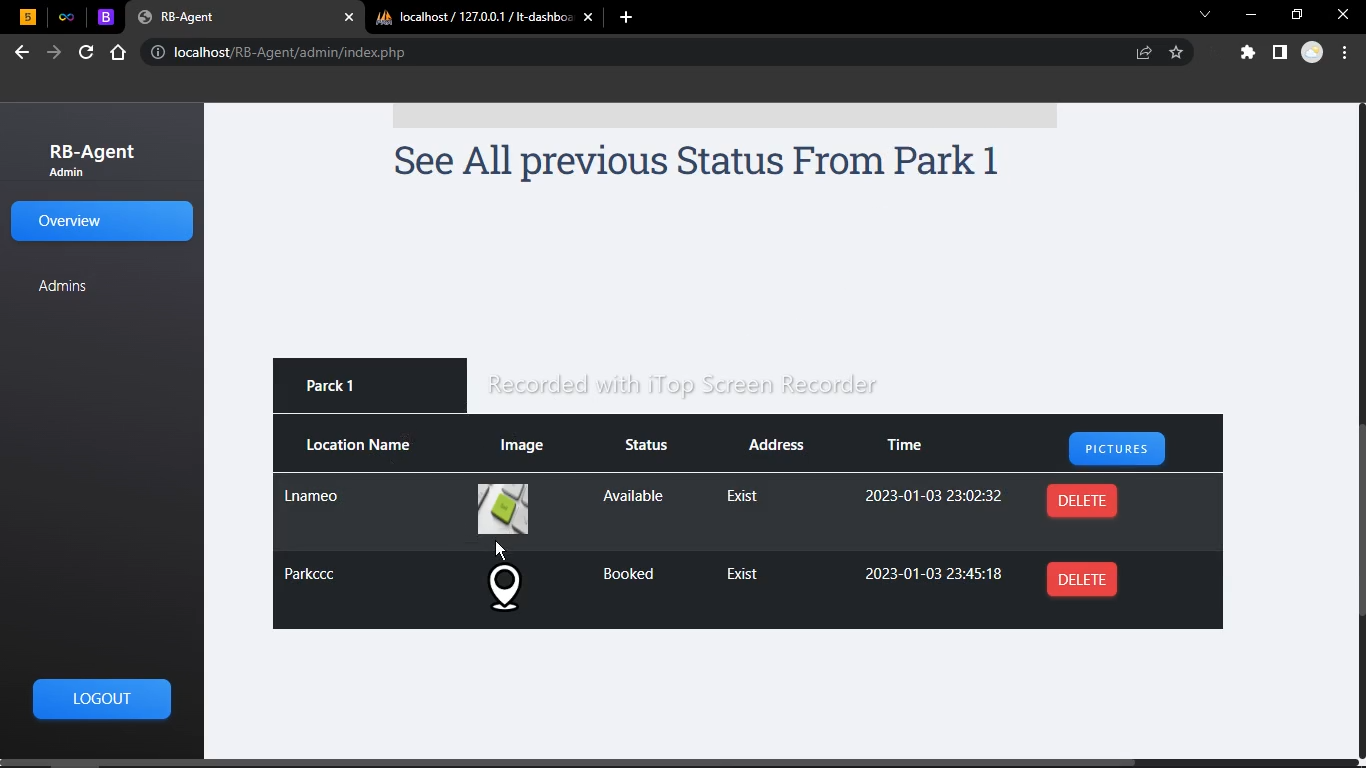 5
B
RB-Agent
localhost / 127.0.0.1 / lt-dashboa
localhost/RB-Agent/admin/index.php
RB-Agent
Admin
Overview
Admins
LOGOUT
See All previous Status From Park 1
Parck 1
Recorded with iTop Screen Recorder
Location Name Image Status Address Time PICTURES
Lnameo Available Exist 2023-01-03 23:02:32 DELETE
Parkccc Booked Exist 2023-01-03 23:45:18 DELETE